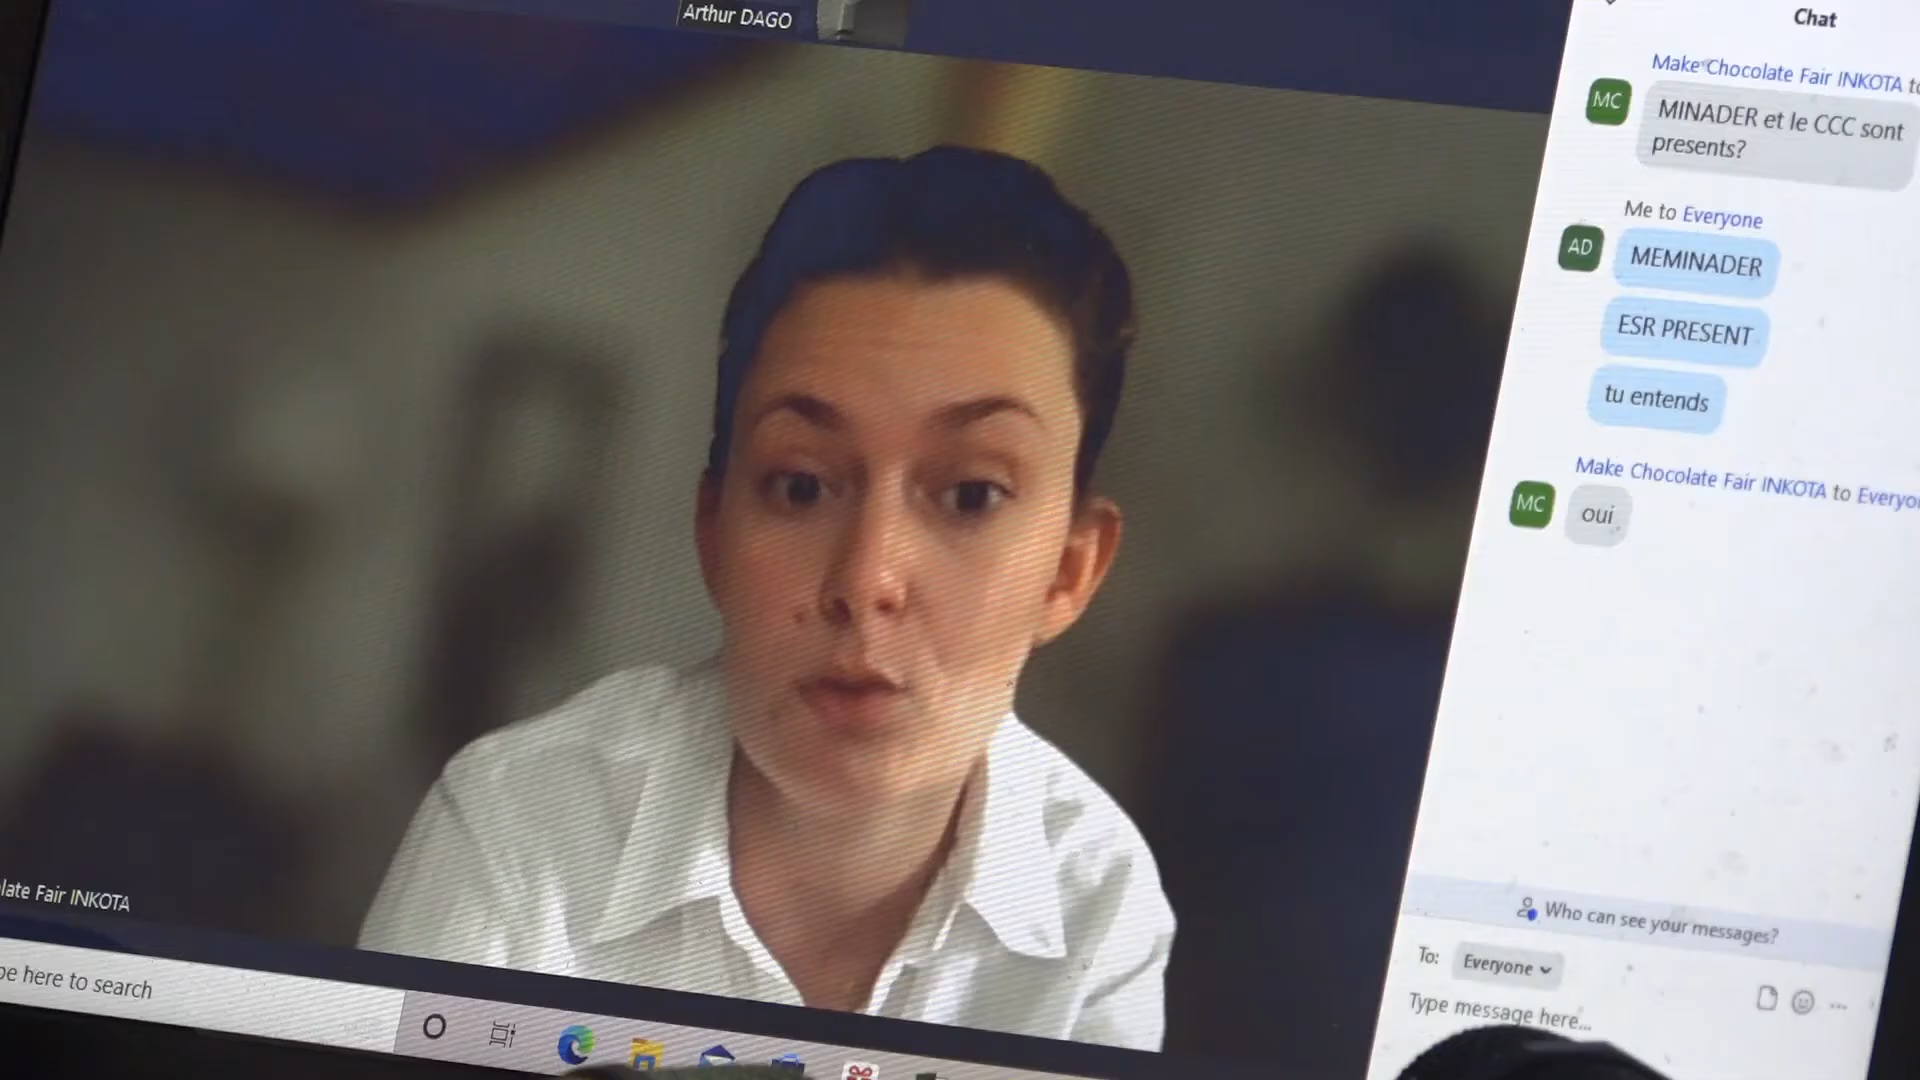 Arthur DAGO
Chat
Make Chocolate Fair INKOTA to
MC
MINADER et le CCC sont
presents?
Me to Everyone
AD
MEMINADER
ESR PRESENT
tu entends
Make Chocolate Fair INKOTA to Everyo
MC
oui
Who can see your messages?
To: Everyone
Type message here...
late Fair INKOTA
pe here to search